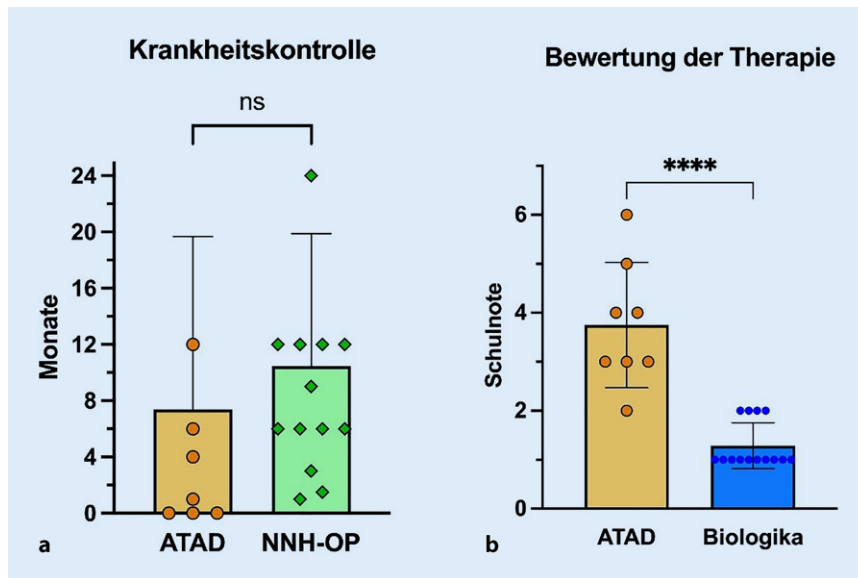 Krankheitskontrolle
ns
24
20
16
12
8
4
0
Monate
ATAD NNH-OP
a
Bewertung der Therapie
****
6
4
2
0
Schulnote
ATAD Biologika
b